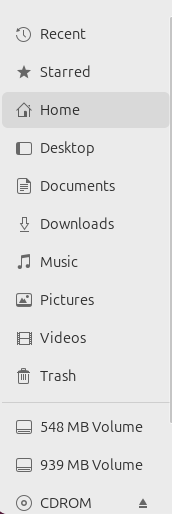 Recent
Starred
Home
Desktop
Documents
Downloads
Music
Pictures
Videos
Trash
548 MB Volume
939 MB Volume
CDROM